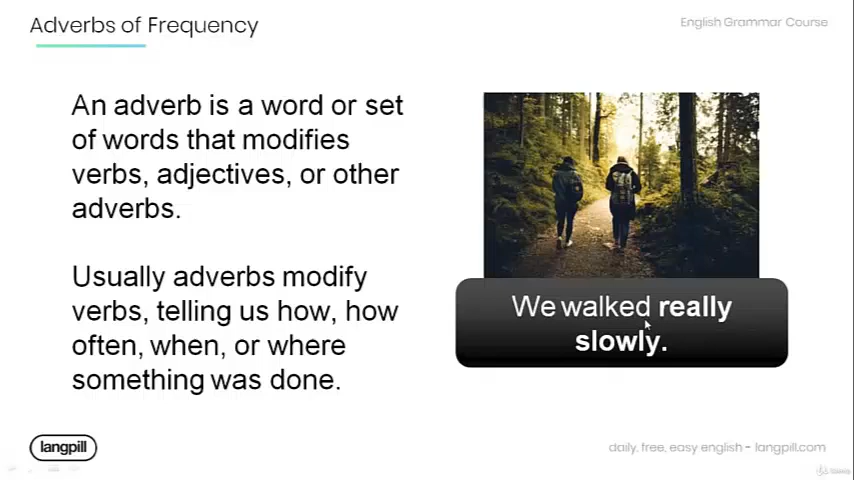 Adverbs of Frequency
English Grammar Course
An adverb is a word or set
of words that modifies
verbs, adjectives, or other
adverbs.
Usually adverbs modify
verbs, telling us how, how
often, when, or where
something was done.
We walked really
slowly.
langpill
daily, free, easy english - langpill.com